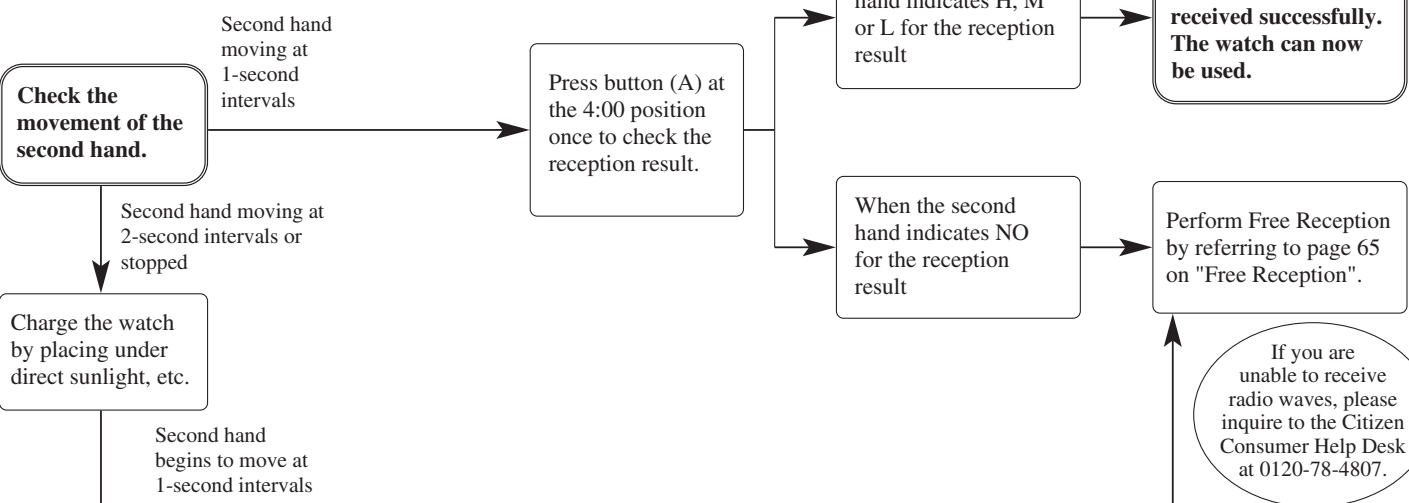 Second hand
moving at
1-second
intervals
Check the
movement of the
second hand.
Press button (A) at
the 4:00 position
once to check the
reception result.
hand indicates H, M
or L for the reception
result
received successfully.
The watch can now
be used.
Second hand moving at
2-second intervals or
stopped
When the second
hand indicates NO
for the reception
result
Perform Free Reception
by referring to page 65
on "Free Reception".
Charge the watch
by placing under
direct sunlight, etc.
If you are
unable to receive
radio waves, please
inquire to the Citizen
Consumer Help Desk
at 0120-78-4807.
Second hand
begins to move at
1-second intervals